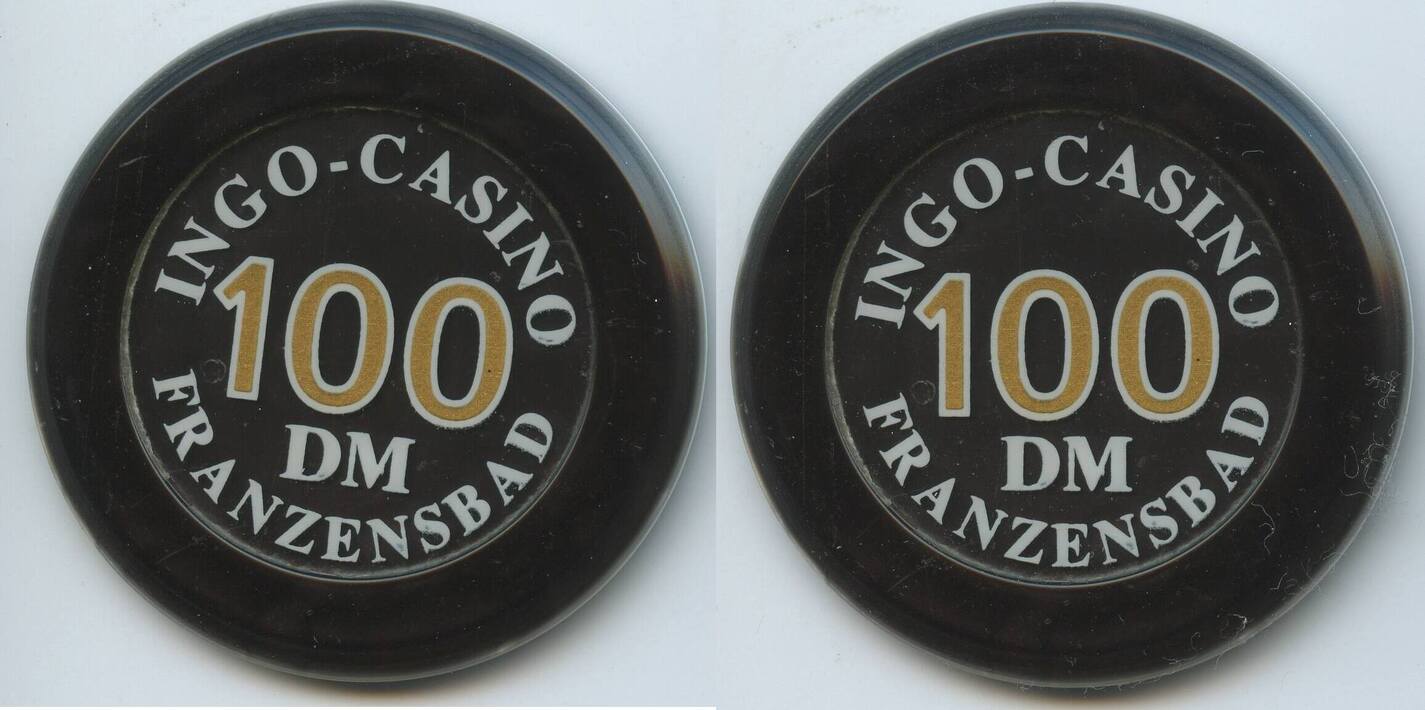 INGO-CASINO
100
DM
FRANZENSBAD
INGO-CASINO
100
DM
FRANZENSBAD